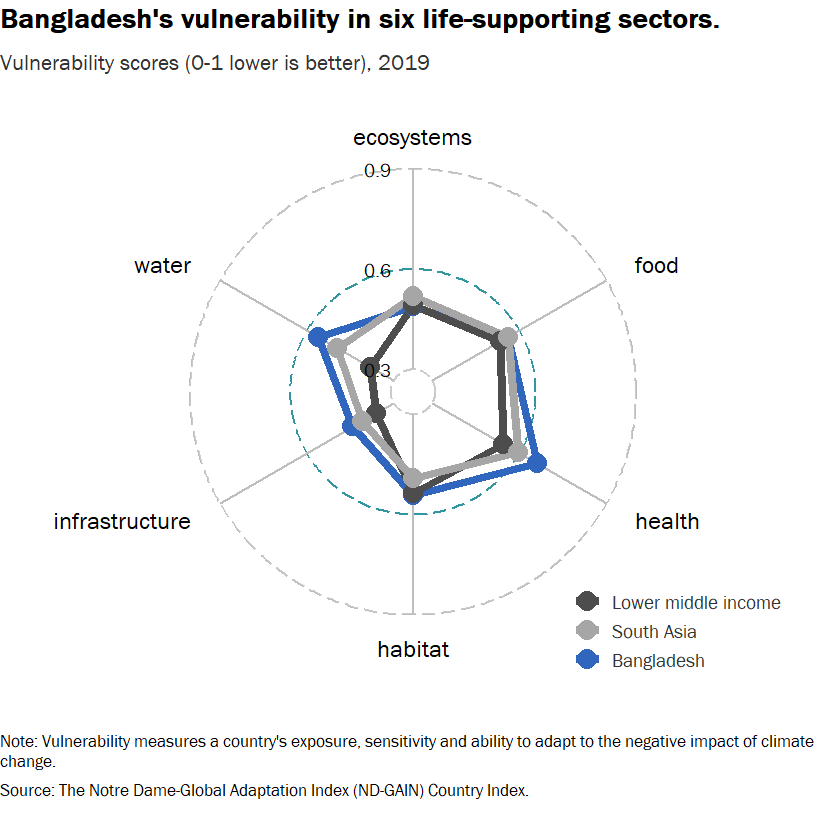 Bangladesh's vulnerability in six life-supporting sectors.
Vulnerability scores (0-1 lower is better), 2019
ecosystems
0.9
water
food
0.6
0.3
infrastructure
health
Lower middle income
South Asia
habitat
Bangladesh
Note: Vulnerability measures a country's exposure, sensitivity and ability to adapt to the negative impact of climate
change.
Source: The Notre Dame-Global Adaptation Index (ND-GAIN) Country Index.